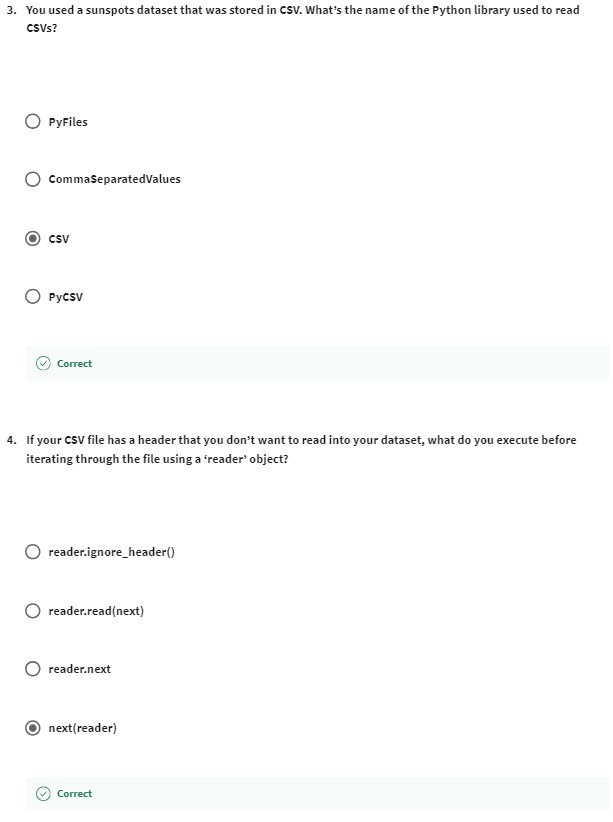 3. You used a sunspots dataset that was stored in CSV. What's the name of the Python library used to read
CSVs?
PyFiles
CommaSeparatedValues
CSV
PyCSV
Correct
4. If your CSV file has a header that you don't want to read into your dataset, what do you execute before
iterating through the file using a 'reader' object?
reader.ignore_header()
reader.read(next)
reader.next
next(reader)
Correct